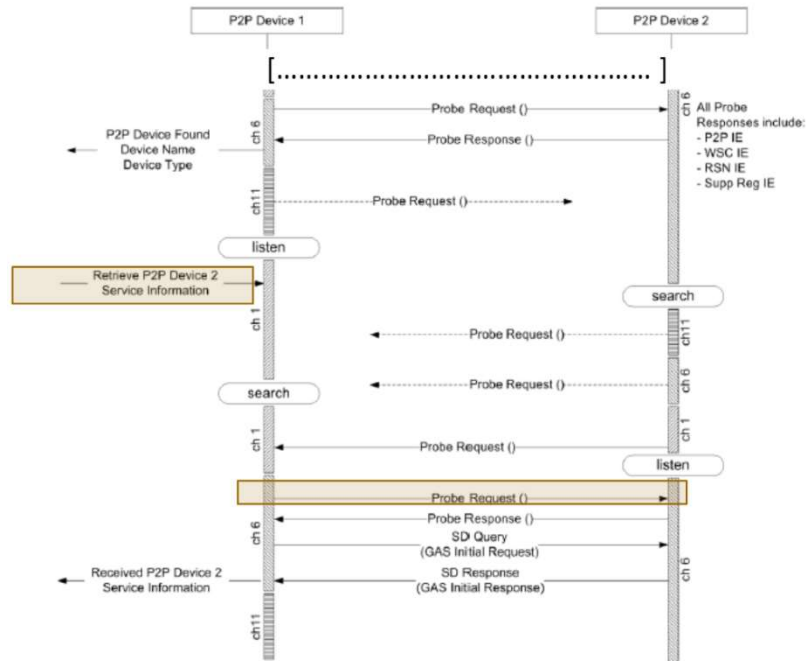 P2P Device 1
P2P Device 2
[........................................ ]
Probe Request ()
ch 6
All Probe
Responses include:
- P2P IE
- WSC IE
- RSN IE
- Supp Reg IE
ch 6
P2P Device Found
Device Name
Device Type
Probe Response ()
ch11
Probe Request ()
listen
Retrieve P2P Device 2
Service Information
search
ch 1
Probe Request ()
ch11
search
Probe Request ()
ch 6
ch 1
Probe Request ()
ch 1
listen
Probe Request ()
Probe Response ()
ch 6
SD Query
(GAS Initial Request)
Received P2P Device 2
Service Information
SD Response
(GAS Initial Response)
ch 6
ch11